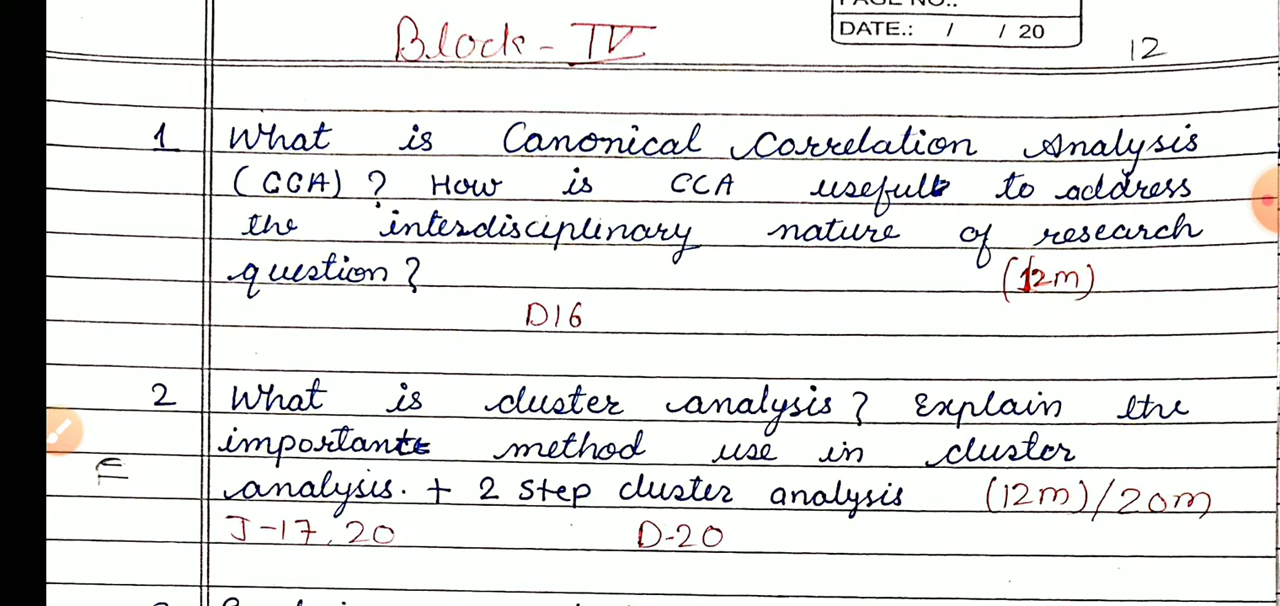 Block-IV
DATE.: / / 20
12
1 What is Canonical Correlation Analysis
(CCA)? How is CCA useful to address
the interdisciplinary nature of research
question? (12m)
D16
2 What is cluster analysis? Explain the
important method use in cluster
analysis. + 2 step cluster analysis (12m)/20m
J-17, 20 D-20